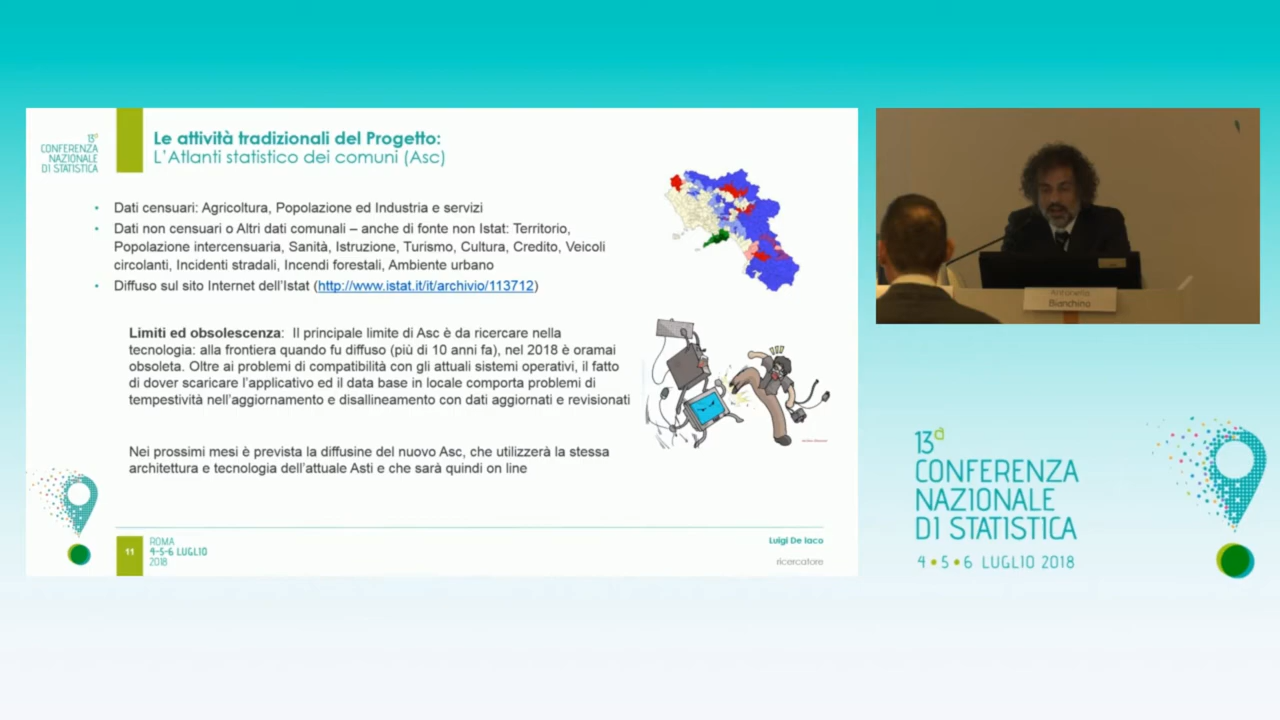 13ª
CONFERENZA
NAZIONALE
DI STATISTICA
Le attività tradizionali del Progetto:
L'Atlanti statistico dei comuni (Asc)
• Dati censuari: Agricoltura, Popolazione ed Industria e servizi
• Dati non censuari o Altri dati comunali – anche di fonte non Istat: Territorio,
Popolazione intercensuaria, Sanità, Istruzione, Turismo, Cultura, Credito, Veicoli
circolanti, Incidenti stradali, Incendi forestali, Ambiente urbano
• Diffuso sul sito Internet dell'Istat (http://www.istat.it/it/archivio/113712)
Limiti ed obsolescenza: Il principale limite di Asc è da ricercare nella
tecnologia: alla frontiera quando fu diffuso (più di 10 anni fa), nel 2018 è oramai
obsoleta. Oltre ai problemi di compatibilità con gli attuali sistemi operativi, il fatto
di dover scaricare l'applicativo ed il data base in locale comporta problemi di
tempestività nell'aggiornamento e disallineamento con dati aggiornati e revisionati
Nei prossimi mesi è prevista la diffusine del nuovo Asc, che utilizzerà la stessa
architettura e tecnologia dell'attuale Asti e che sarà quindi on line
11
ROMA
4-5-6 LUGLIO
2018
Luigi De Iaco
ricercatore
Antonella
Bianchino
13ª
CONFERENZA
NAZIONALE
DI STATISTICA
4 • 5 • 6 LUGLIO 2018